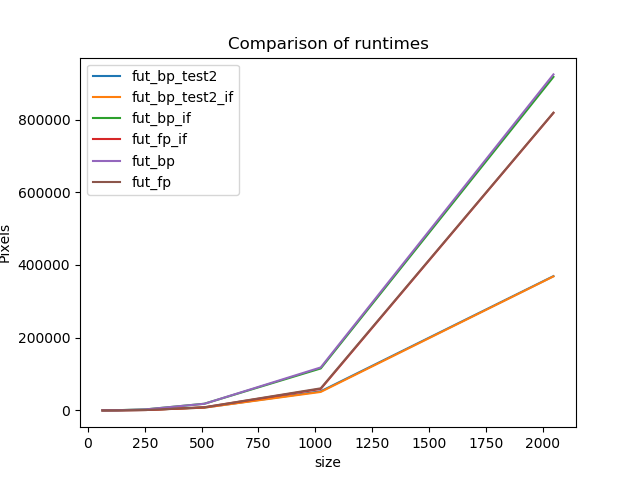 Comparison of runtimes
fut_bp_test2
fut_bp_test2_if
fut_bp_if
fut_fp_if
fut_bp
fut_fp
Pixels
800000
600000
400000
200000
0
0 250 500 750 1000 1250 1500 1750 2000
size